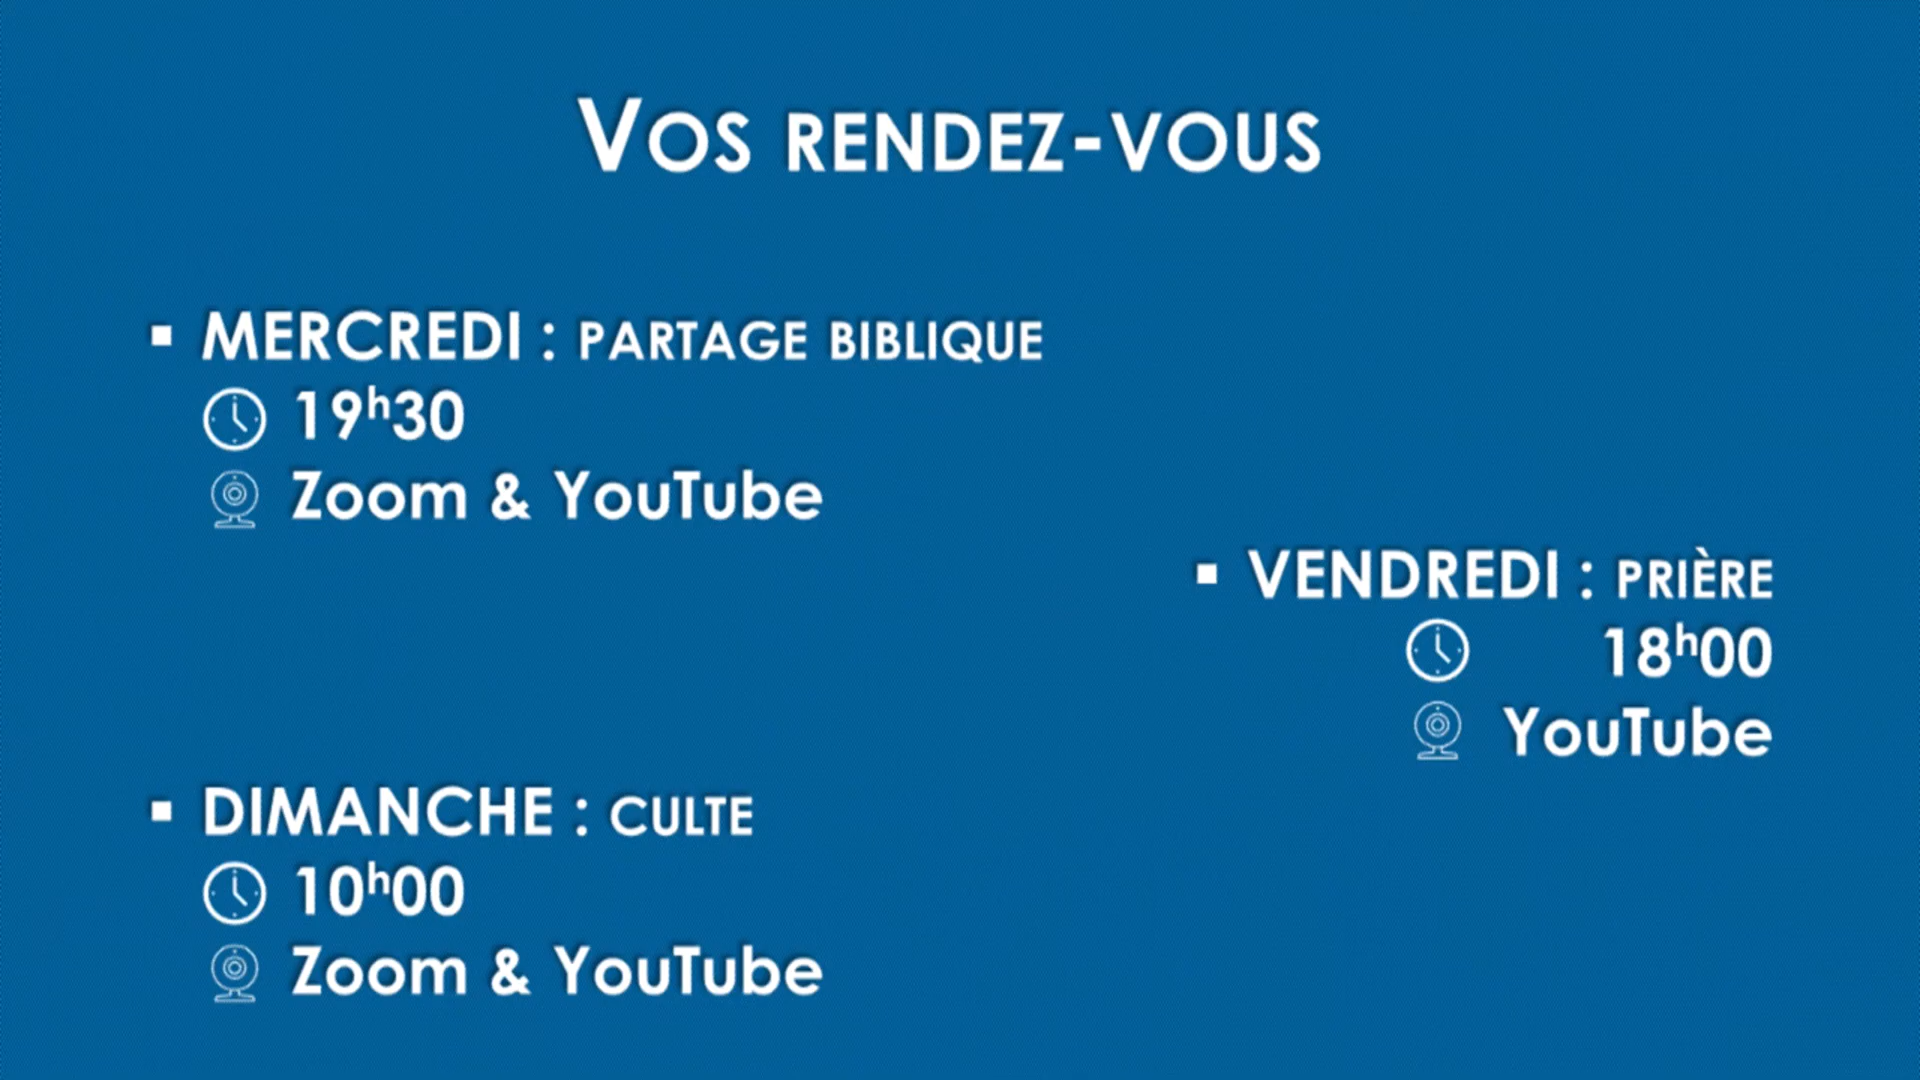 Vos rendez-vous
▪ MERCREDI : PARTAGE BIBLIQUE
19h30
Zoom & YouTube
▪ VENDREDI : PRIÈRE
18h00
YouTube
▪ DIMANCHE : CULTE
10h00
Zoom & YouTube